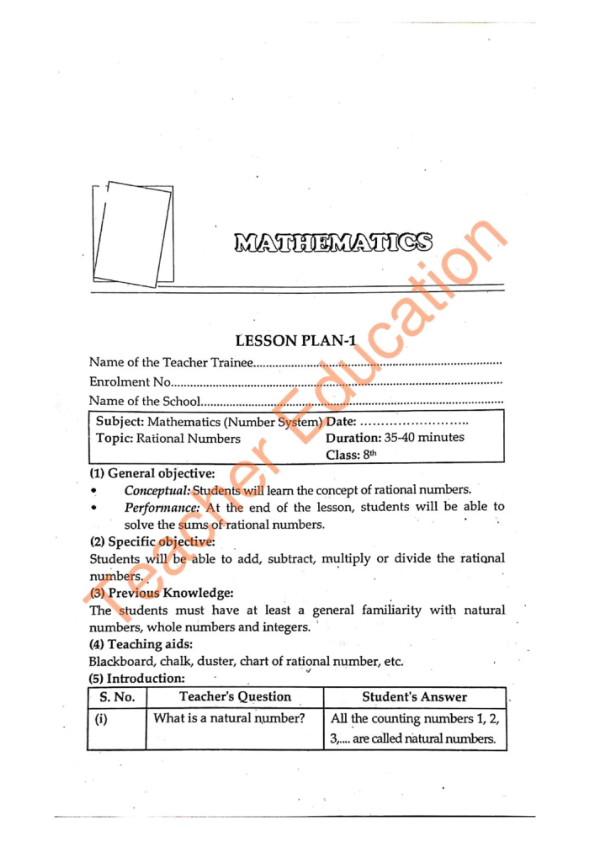 MATHEMATICS
LESSON PLAN-1
Name of the Teacher Trainee..........................................................................
Enrolment No..................................................................................................
Name of the School.........................................................................................
Subject: Mathematics (Number System) Date: ..........................
Topic: Rational Numbers Duration: 35-40 minutes
Class: 8th
(1) General objective:
• Conceptual: Students will learn the concept of rational numbers.
• Performance: At the end of the lesson, students will be able to
solve the sums of rational numbers.
(2) Specific objective:
Students will be able to add, subtract, multiply or divide the rational
numbers.
(3) Previous Knowledge:
The students must have at least a general familiarity with natural
numbers, whole numbers and integers.
(4) Teaching aids:
Blackboard, chalk, duster, chart of rational number, etc.
(5) Introduction:
S. No. Teacher's Question Student's Answer
(i) What is a natural number? All the counting numbers 1, 2,
3,.... are called natural numbers.
Teacher Education